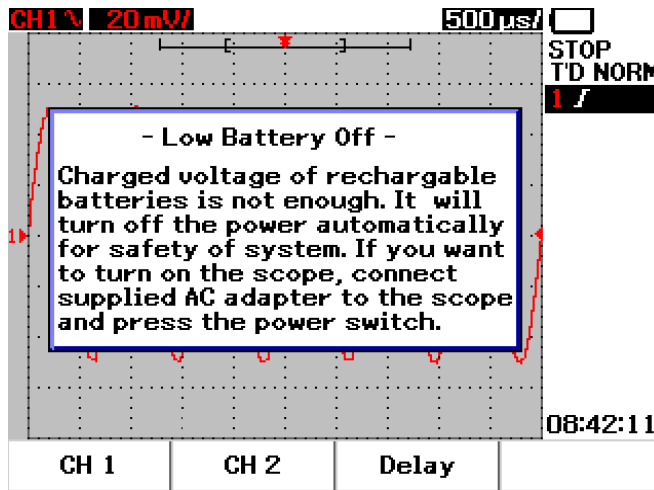 CH1 20 mV/ 500 µs/
STOP
T'D NORM
1
- Low Battery Off -
Charged voltage of rechargable
batteries is not enough. It will
turn off the power automatically
for safety of system. If you want
to turn on the scope, connect
supplied AC adapter to the scope
and press the power switch.
1
08:42:11
CH 1 CH 2 Delay